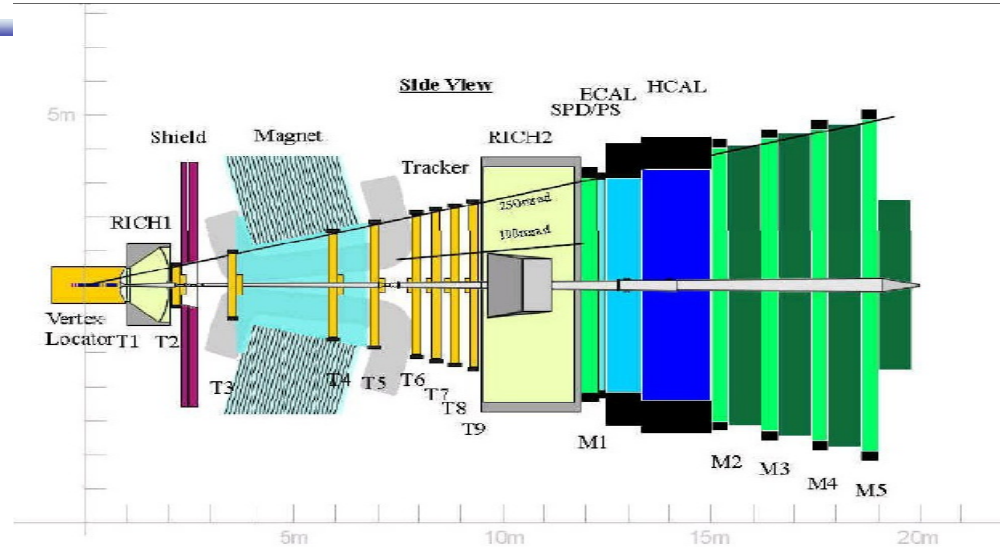 Side View
HCAL
ECAL
SPD/PS
5m
Shield
Magnet
RICH2
Tracker
250mrad
RICH1
100mrad
Vertex
Locator
T1
T2
T3
T4
T5
T6
T7
T8
T9
M1
M2
M3
M4
M5
5m
10m
15m
20m